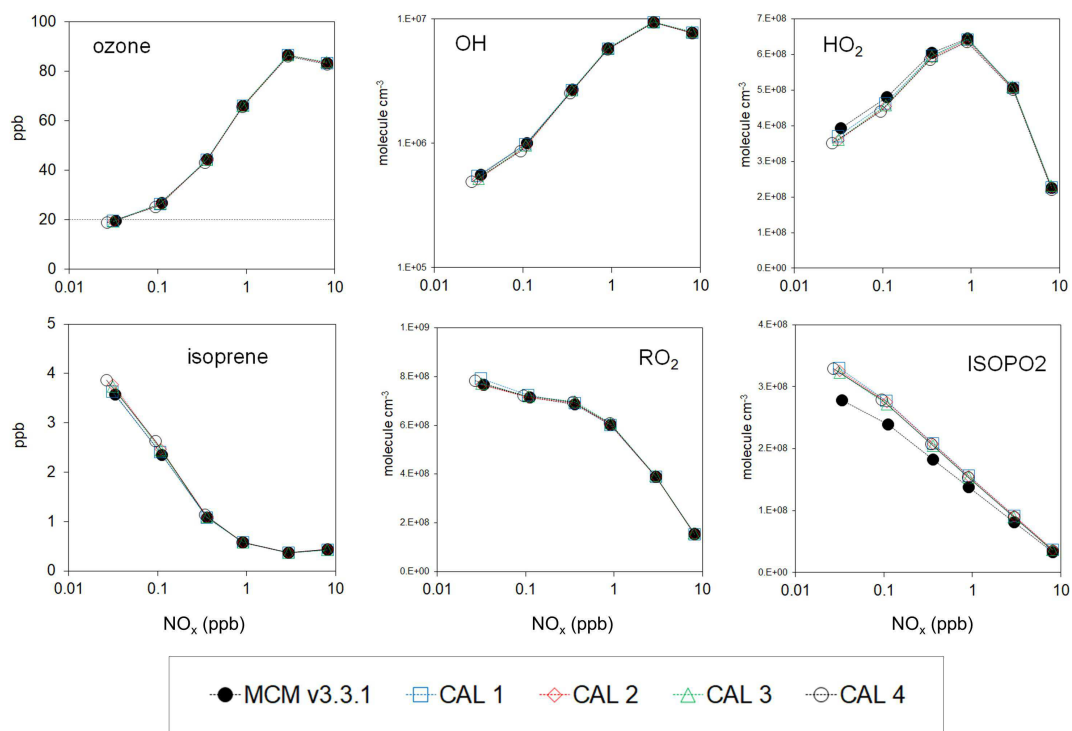 ozone
100
80
60
40
20
0
ppb
0.01 0.1 1 10
OH
1.E+07
1.E+06
1.E+05
molecule cm-3
0.01 0.1 1 10
HO2
7.E+08
6.E+08
5.E+08
4.E+08
3.E+08
2.E+08
1.E+08
0.E+00
molecule cm-3
0.01 0.1 1 10
isoprene
5
4
3
2
1
0
ppb
0.01 0.1 1 10
NOx (ppb)
RO2
1.E+09
8.E+08
6.E+08
4.E+08
2.E+08
0.E+00
molecule cm-3
0.01 0.1 1 10
NOx (ppb)
ISOPO2
4.E+08
3.E+08
2.E+08
1.E+08
0.E+00
molecule cm-3
0.01 0.1 1 10
NOx (ppb)
MCM v3.3.1 CAL 1 CAL 2 CAL 3 CAL 4